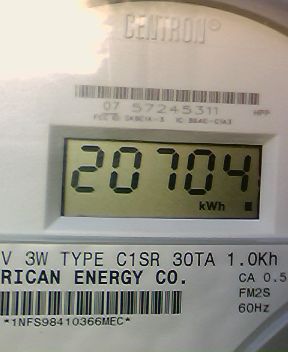 CENTRON®
07 57245311 HPP
20704
kWh
V 3W TYPE C1SR 30TA 1.0Kh
RICAN ENERGY CO.
CA 0.5
FM2S
60Hz
*1NFS98410366MEC*